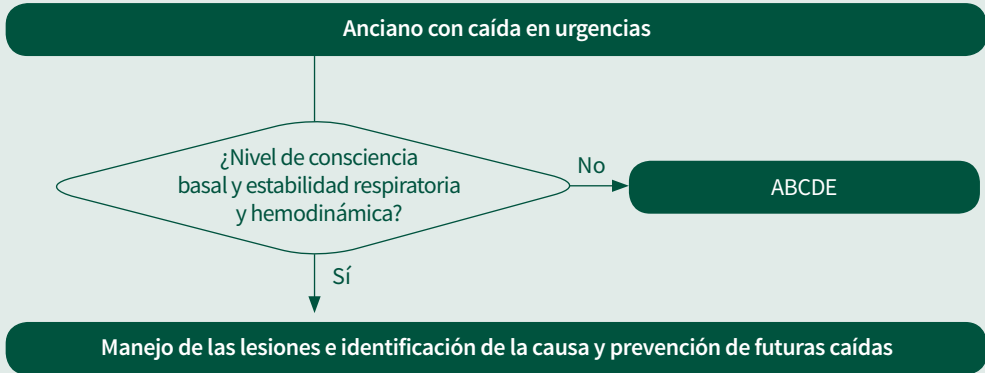 Anciano con caída en urgencias
¿Nivel de consciencia
basal y estabilidad respiratoria
y hemodinámica?
No
ABCDE
Sí
Manejo de las lesiones e identificación de la causa y prevención de futuras caídas